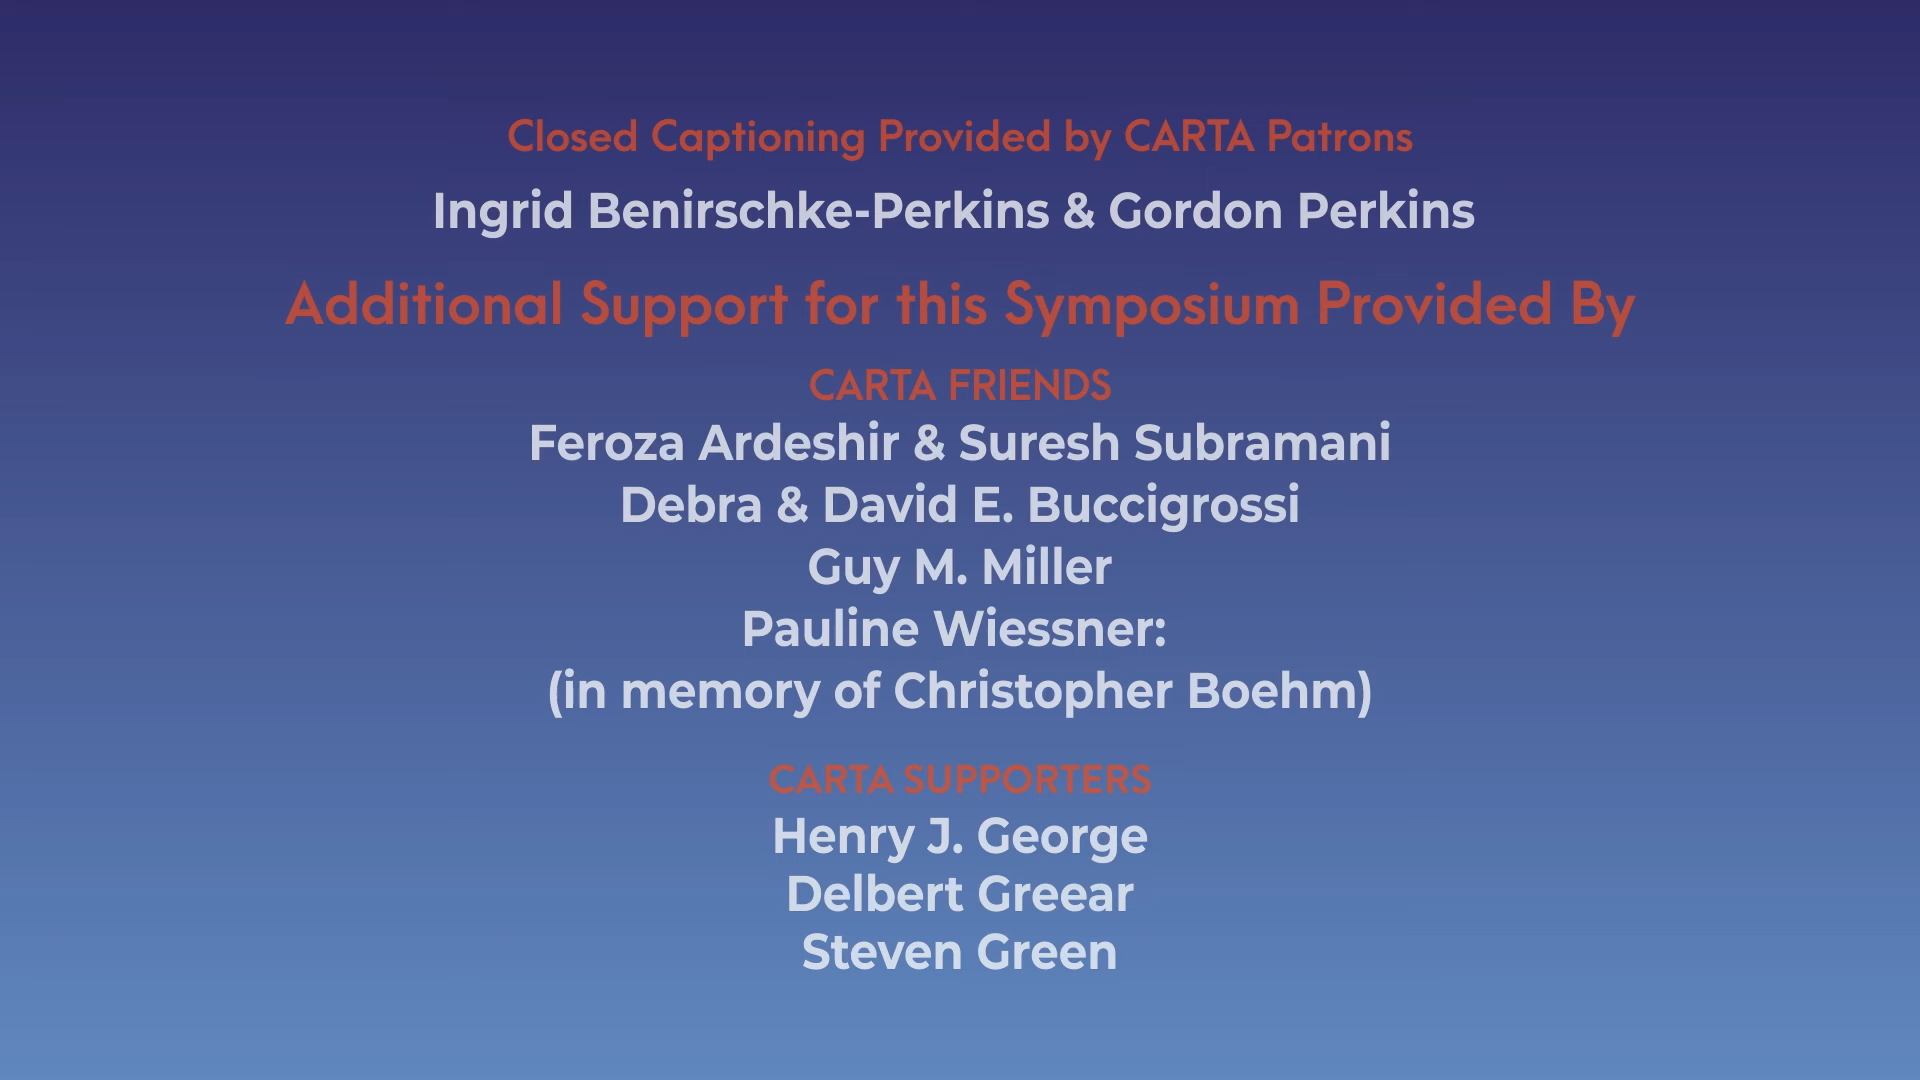 Closed Captioning Provided by CARTA Patrons
Ingrid Benirschke-Perkins & Gordon Perkins
Additional Support for this Symposium Provided By
CARTA FRIENDS
Feroza Ardeshir & Suresh Subramani
Debra & David E. Buccigrossi
Guy M. Miller
Pauline Wiessner:
(in memory of Christopher Boehm)
CARTA SUPPORTERS
Henry J. George
Delbert Greear
Steven Green